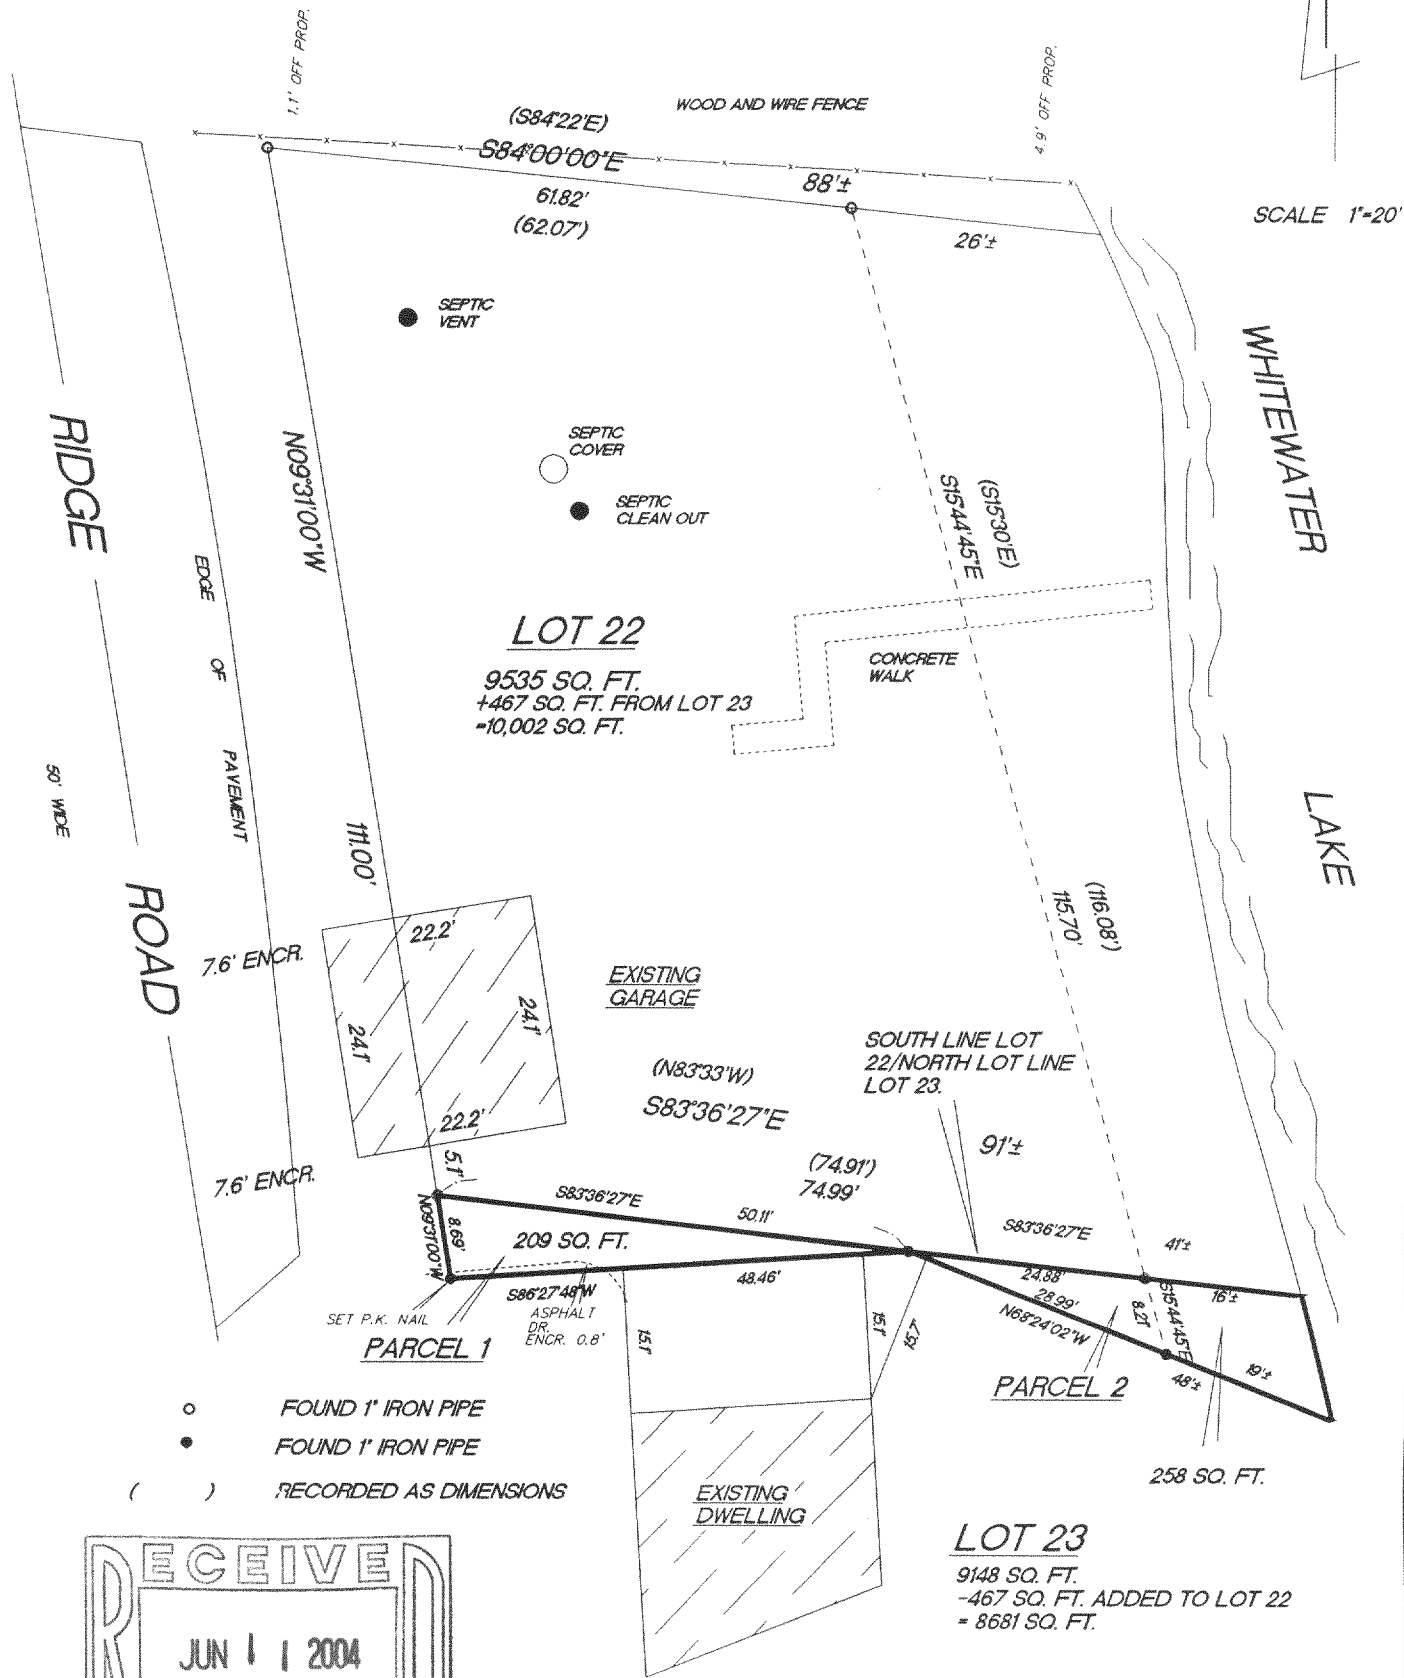 1.1' OFF PROP.
4.9' OFF PROP.
WOOD AND WIRE FENCE
(S84°22'E)
S84°00'00"E
88'±
61.82'
(62.07')
26'±
SCALE 1"=20'
SEPTIC
VENT
WHITEWATER
LAKE
RIDGE
ROAD
N09°31'00"W
SEPTIC
COVER
SEPTIC
CLEAN OUT
(S15°30'E)
S15°44'45"E
EDGE OF PAVEMENT
LOT 22
9535 SQ. FT.
+467 SQ. FT. FROM LOT 23
=10,002 SQ. FT.
CONCRETE
WALK
50' WIDE
111.00'
(116.08')
115.70'
22.2'
7.6' ENCR.
EXISTING
GARAGE
24.1'
24.1'
SOUTH LINE LOT
22/NORTH LOT LINE
LOT 23.
(N83°33'W)
S83°36'27"E
22.2'
91'±
5.1'
(74.91')
74.99'
7.6' ENCR.
S83°36'27"E
50.11'
S83°36'27"E
41'±
N09°31'00"W
8.69'
209 SQ. FT.
48.46'
24.88'
28.99'
16'±
S86°27'48"W
N68°24'02"W
8.21'
S15°44'45"E
SET P.K. NAIL
ASPHALT
DR.
ENCR. 0.8'
PARCEL 1
15.1'
15.1'
PARCEL 2
48'±
19'±
FOUND 1" IRON PIPE
FOUND 1" IRON PIPE
( ) RECORDED AS DIMENSIONS
258 SQ. FT.
EXISTING
DWELLING
LOT 23
9148 SQ. FT.
-467 SQ. FT. ADDED TO LOT 22
= 8681 SQ. FT.
RECEIVED
JUN 11 2004